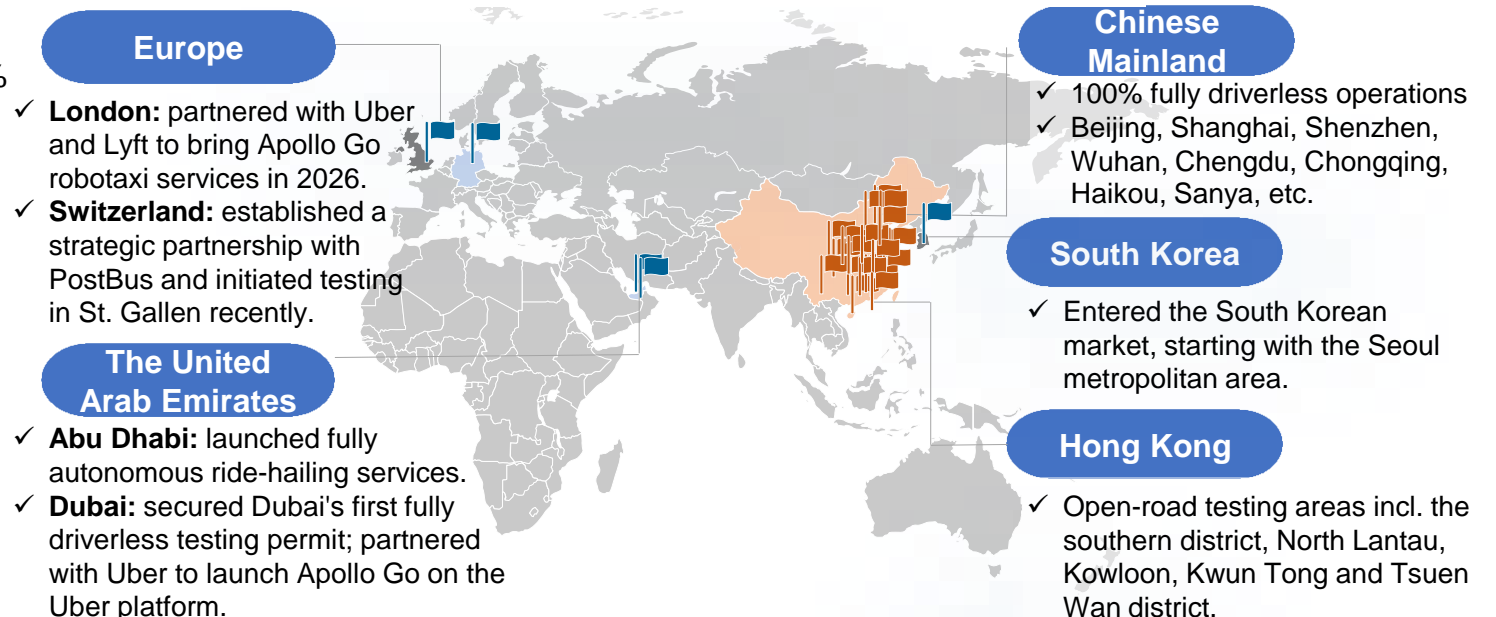 %
Europe
✓ London: partnered with Uber
and Lyft to bring Apollo Go
robotaxi services in 2026.
✓ Switzerland: established a
strategic partnership with
PostBus and initiated testing
in St. Gallen recently.
The United
Arab Emirates
✓ Abu Dhabi: launched fully
autonomous ride-hailing services.
✓ Dubai: secured Dubai's first fully
driverless testing permit; partnered
with Uber to launch Apollo Go on the
Uber platform.
Chinese
Mainland
✓ 100% fully driverless operations
✓ Beijing, Shanghai, Shenzhen,
Wuhan, Chengdu, Chongqing,
Haikou, Sanya, etc.
South Korea
✓ Entered the South Korean
market, starting with the Seoul
metropolitan area.
Hong Kong
✓ Open-road testing areas incl. the
southern district, North Lantau,
Kowloon, Kwun Tong and Tsuen
Wan district.